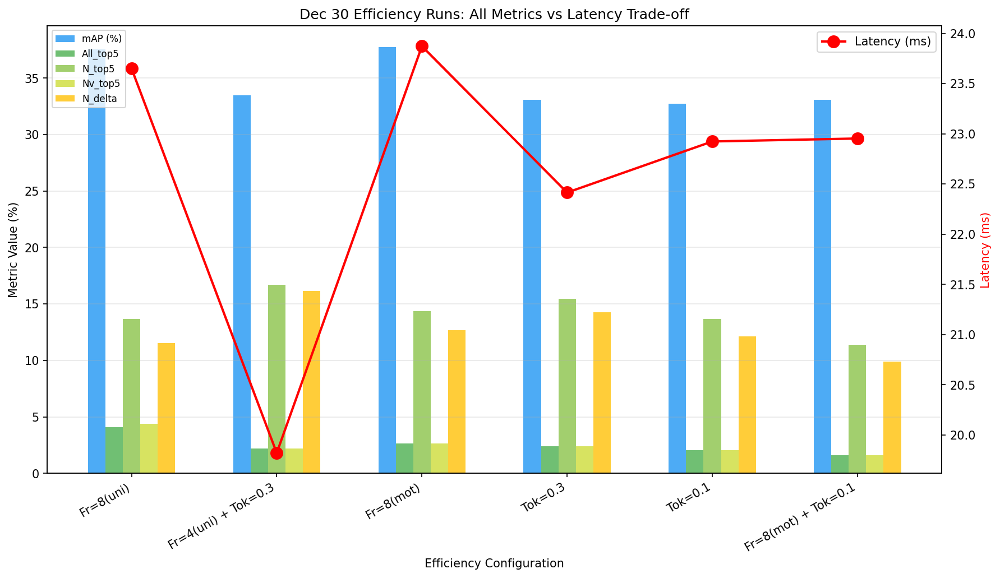 Dec 30 Efficiency Runs: All Metrics vs Latency Trade-off
mAP (%)
All_top5
N_top5
Nv_top5
N_delta
Latency (ms)
Metric Value (%)
35
30
25
20
15
10
5
0
24.0
23.5
23.0
22.5
22.0
21.5
21.0
20.5
20.0
Latency (ms)
Fr=8(uni)
Fr=4(uni) + Tok=0.3
Fr=8(mot)
Tok=0.3
Tok=0.1
Fr=8(mot) + Tok=0.1
Efficiency Configuration